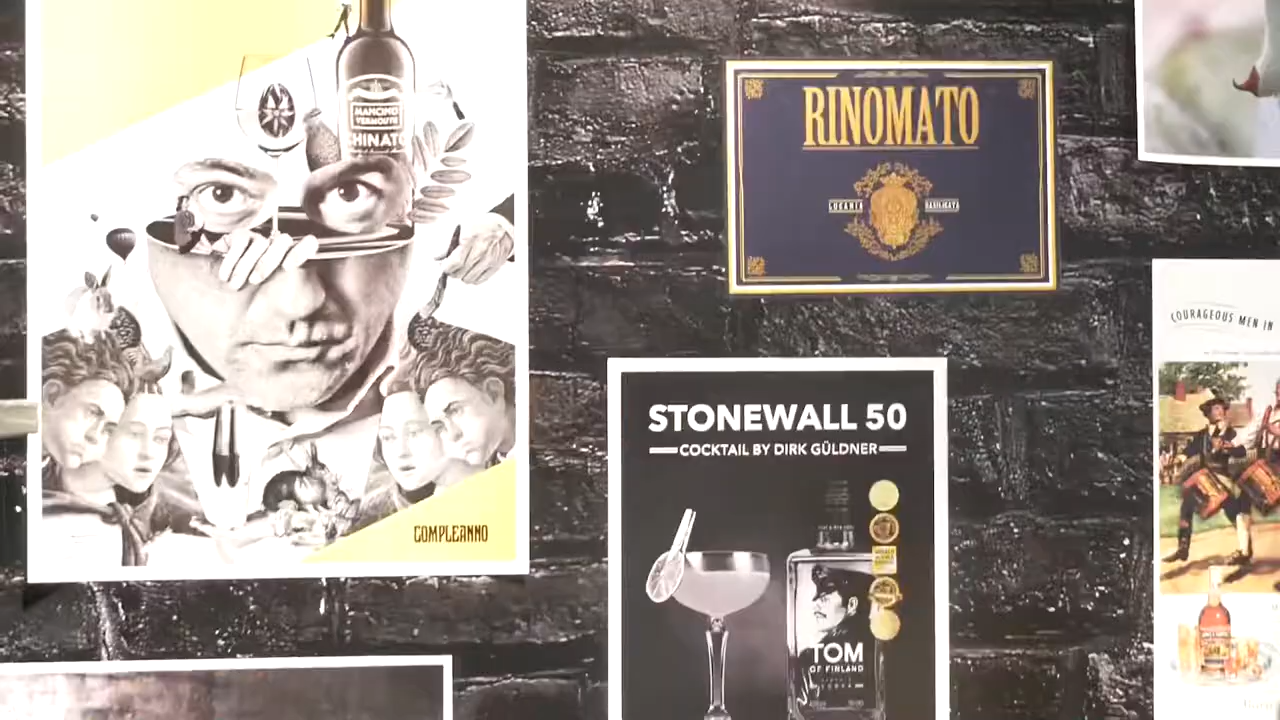 MANCINO
VERMOUTH
CHINATO
COMPLEANNO
RINOMATO
LUCANIA
BASILICATA
STONEWALL 50
COCKTAIL BY DIRK GÜLDNER
TOM
OF FINLAND
VODKA
COURAGEOUS MEN IN